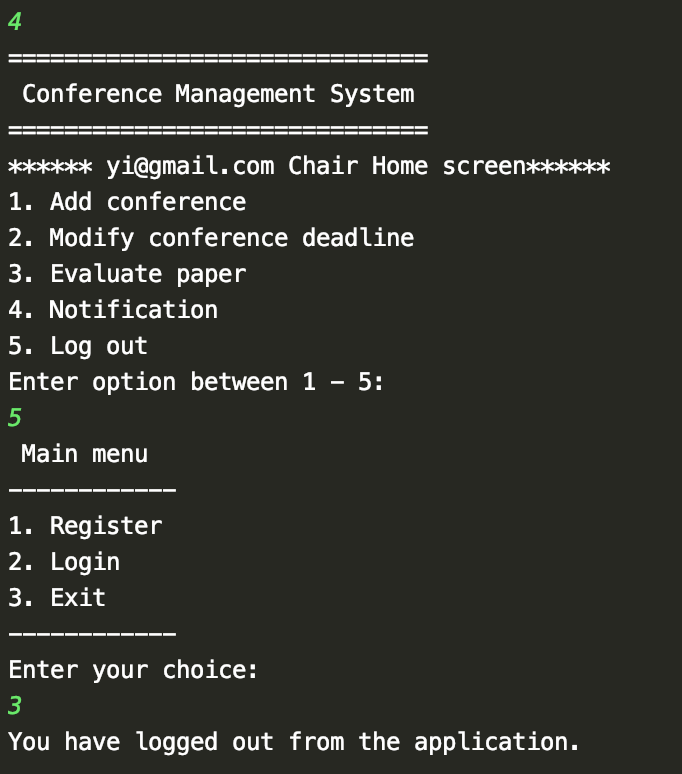 4
==============================
 Conference Management System
==============================
****** yi@gmail.com Chair Home screen******
1. Add conference
2. Modify conference deadline
3. Evaluate paper
4. Notification
5. Log out
Enter option between 1 - 5:
5
 Main menu
------------
1. Register
2. Login
3. Exit
------------
Enter your choice:
3
You have logged out from the application.